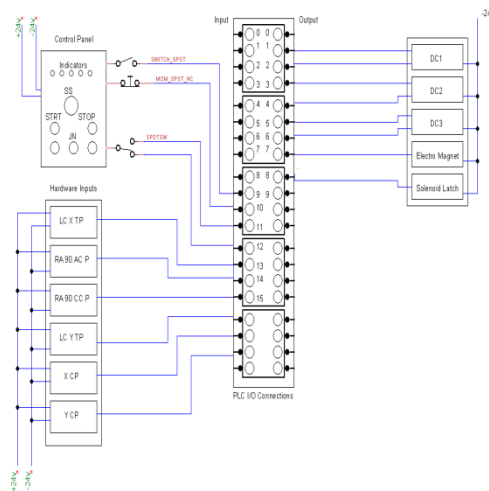 +24v
-24v
Control Panel
Indicators
SS
STRT
STOP
JN
SWITCH_SPST
MOM_SPST_NC
SPDTSW
Hardware Inputs
LC X TP
RA 90 AC P
RA 90 CC P
LC Y TP
X CP
Y CP
+24v
-24v
Input
Output
0 0
1 1
2 2
3 3
4 4
5 5
6 6
7 7
8 8
9 9
10
11
12
13
14
15
PLC I/O Connections
-24
DC1
DC2
DC3
Electro Magnet
Solenoid Latch